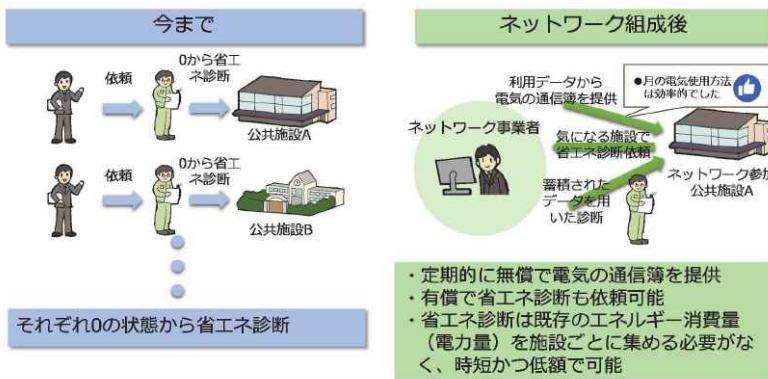 今まで
依頼
0から省エ
ネ診断
公共施設A
依頼
0から省エ
ネ診断
公共施設B
それぞれ0の状態から省エネ診断
ネットワーク組成後
利用データから
電気の通信簿を提供
●月の電気使用方法
は効率的でした
ネットワーク事業者
気になる施設で
省エネ診断依頼
ネットワーク参加
公共施設A
蓄積された
データを用
いた診断
・定期的に無償で電気の通信簿を提供
・有償で省エネ診断も依頼可能
・省エネ診断は既存のエネルギー消費量
（電力量）を施設ごとに集める必要がな
く、時短かつ低額で可能